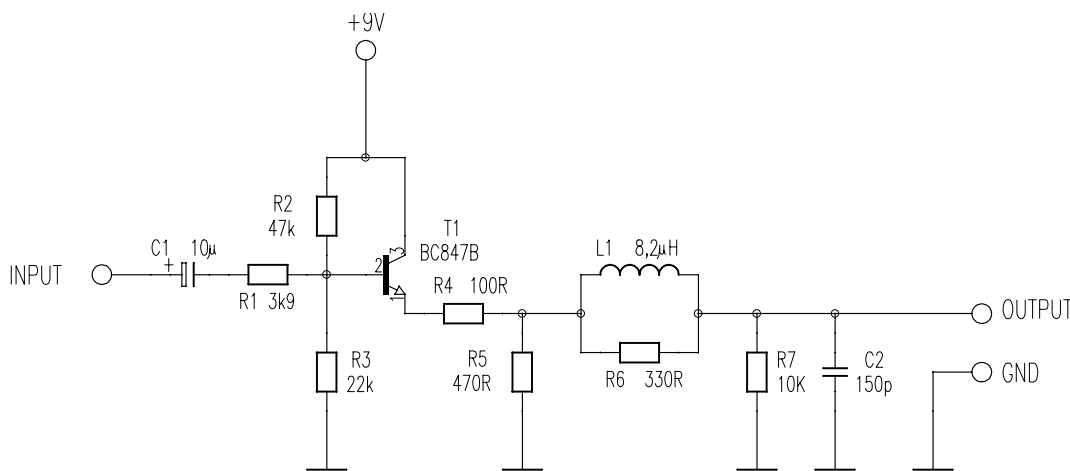 +9V
R2
47k
T1
BC847B
C1
+
10µ
INPUT
R1 3k9
2
3
1
R4 100R
L1 8,2µH
OUTPUT
R3
22k
R5
470R
R6 330R
R7
10K
C2
150p
GND